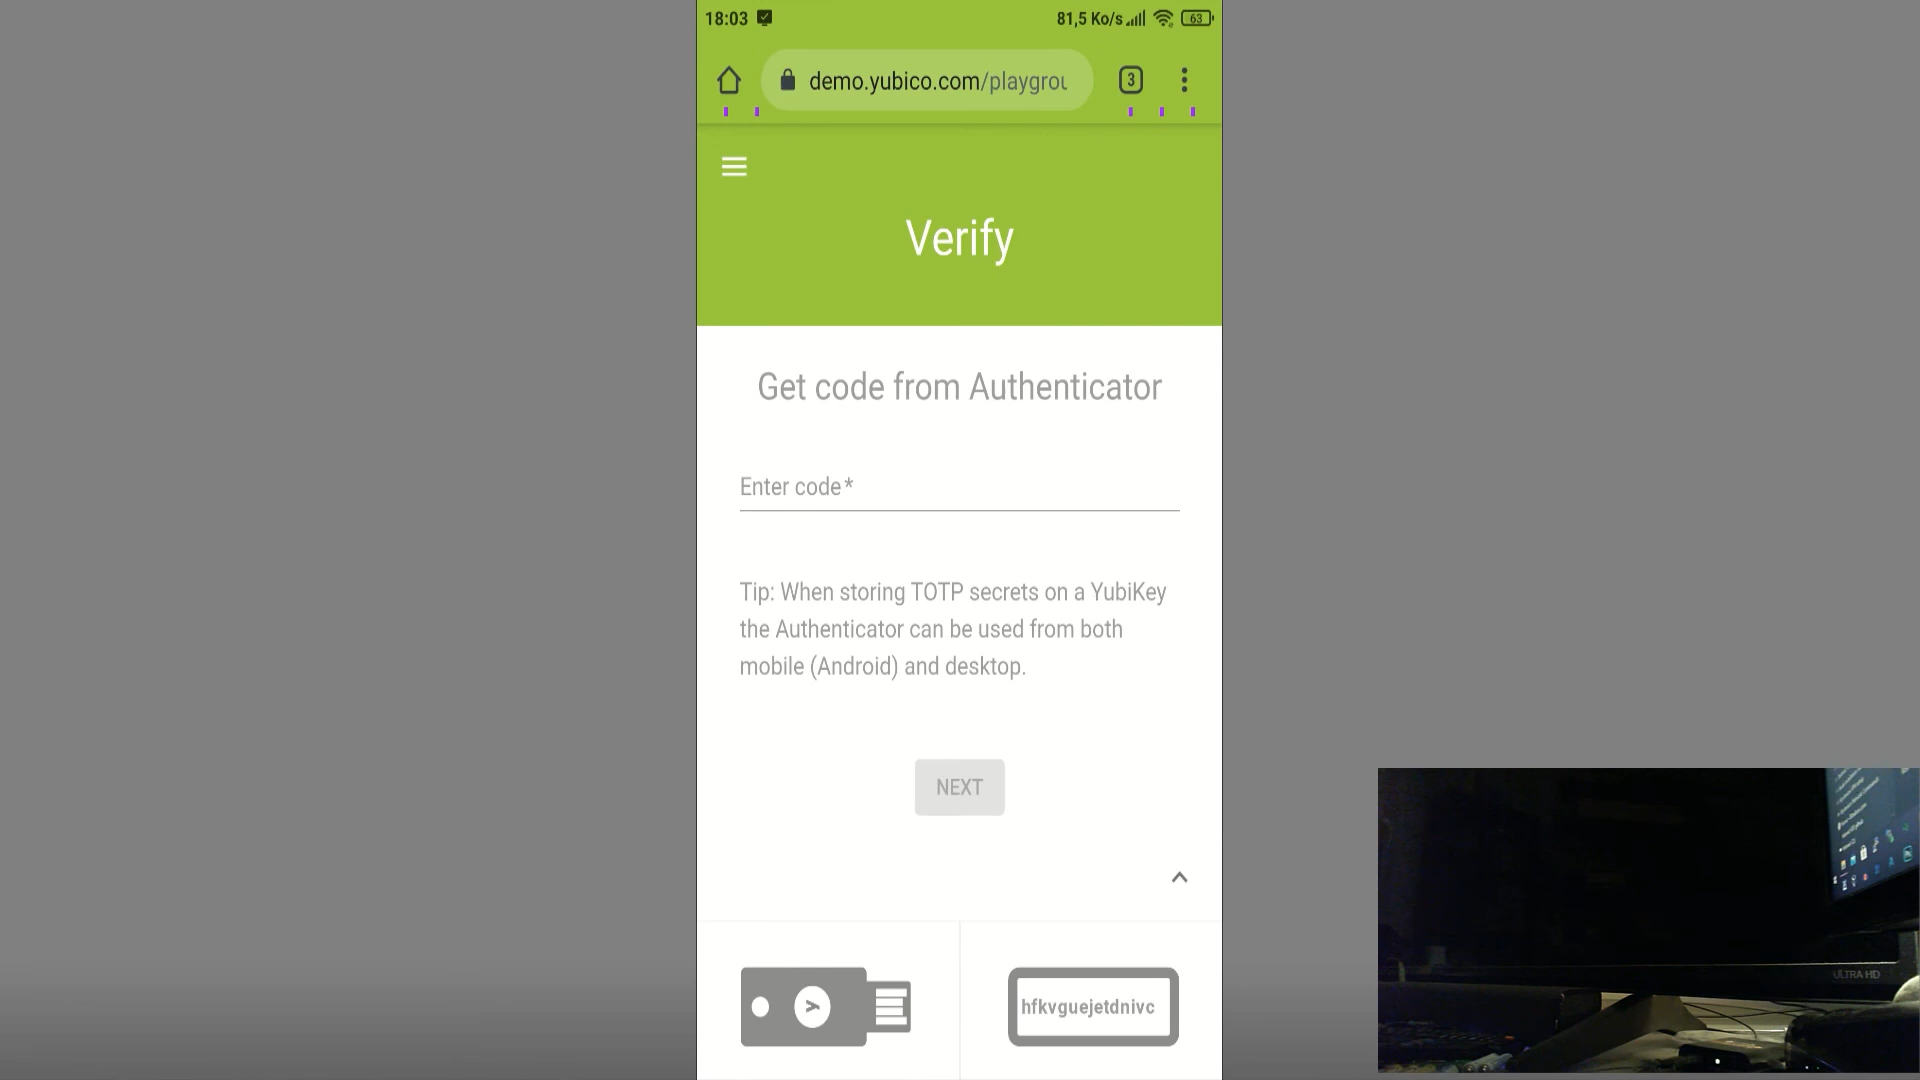 18:03
81,5 Ko/s
63
demo.yubico.com/playgrou
3
Verify
Get code from Authenticator
Enter code*
Tip: When storing TOTP secrets on a YubiKey
the Authenticator can be used from both
mobile (Android) and desktop.
NEXT
hfkvguejetdnivc
ULTRA HD